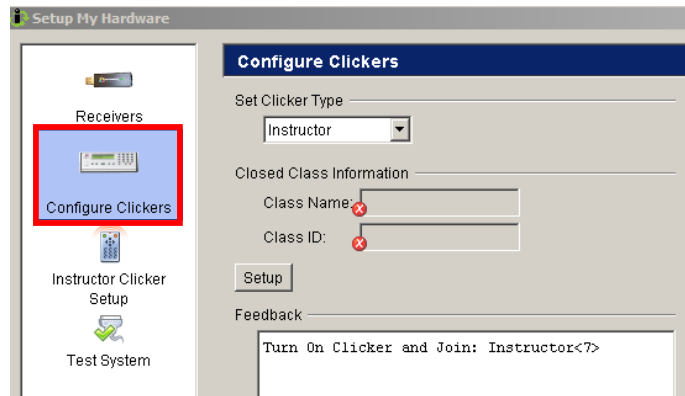 Setup My Hardware
Receivers
Configure Clickers
Instructor Clicker
Setup
Test System
Configure Clickers
Set Clicker Type
Instructor
Closed Class Information
Class Name:
Class ID:
Setup
Feedback
Turn On Clicker and Join: Instructor<7>